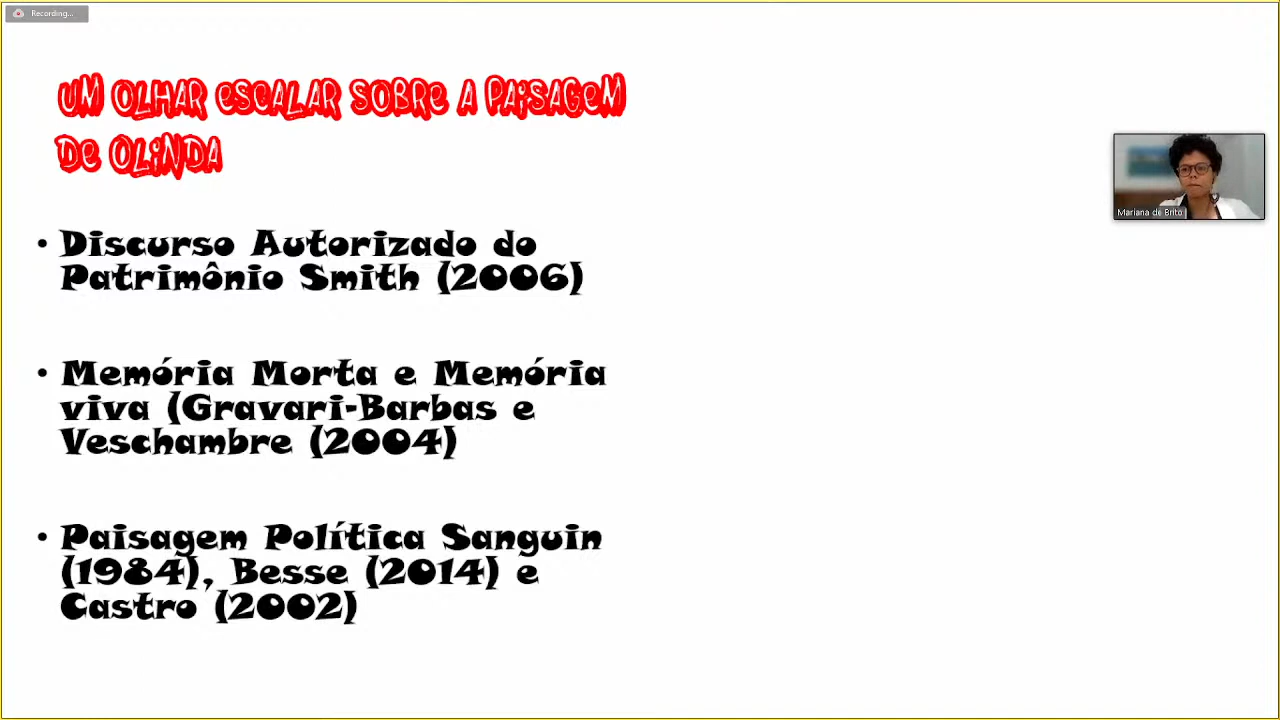 Recording...
UM OLHAR ESCALAR SOBRE A PAiSAGEM
De OLiNDA
• Discurso Autorizado do
Patrimônio Smith (2006)
• Memória Morta e Memória
viva (Gravari-Barbas e
Veschambre (2004)
• Paisagem Política Sanguin
(1984), Besse (2014) e
Castro (2002)
Mariana de Brito